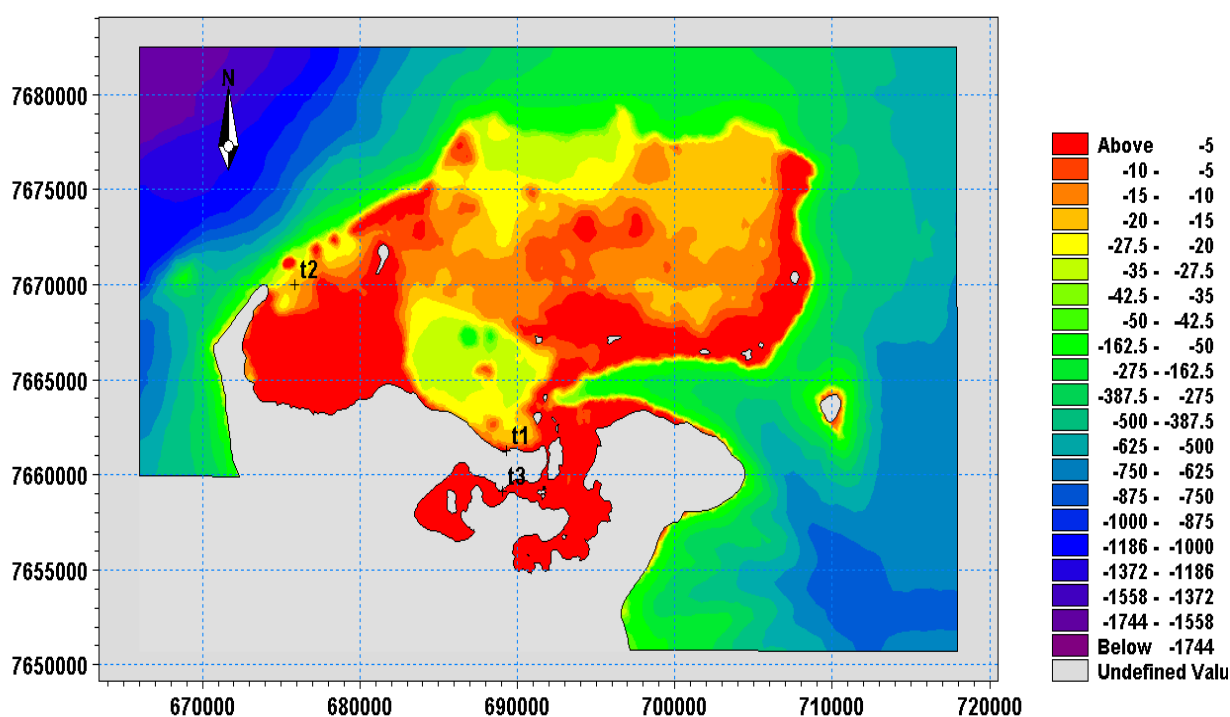 N
7680000
7675000
7670000
7665000
7660000
7655000
7650000
t2
t1
t3
670000 680000 690000 700000 710000 720000
Above -5
-10 - -5
-15 - -10
-20 - -15
-27.5 - -20
-35 - -27.5
-42.5 - -35
-50 - -42.5
-162.5 - -50
-275 - -162.5
-387.5 - -275
-500 - -387.5
-625 - -500
-750 - -625
-875 - -750
-1000 - -875
-1186 - -1000
-1372 - -1186
-1558 - -1372
-1744 - -1558
Below -1744
Undefined Valu